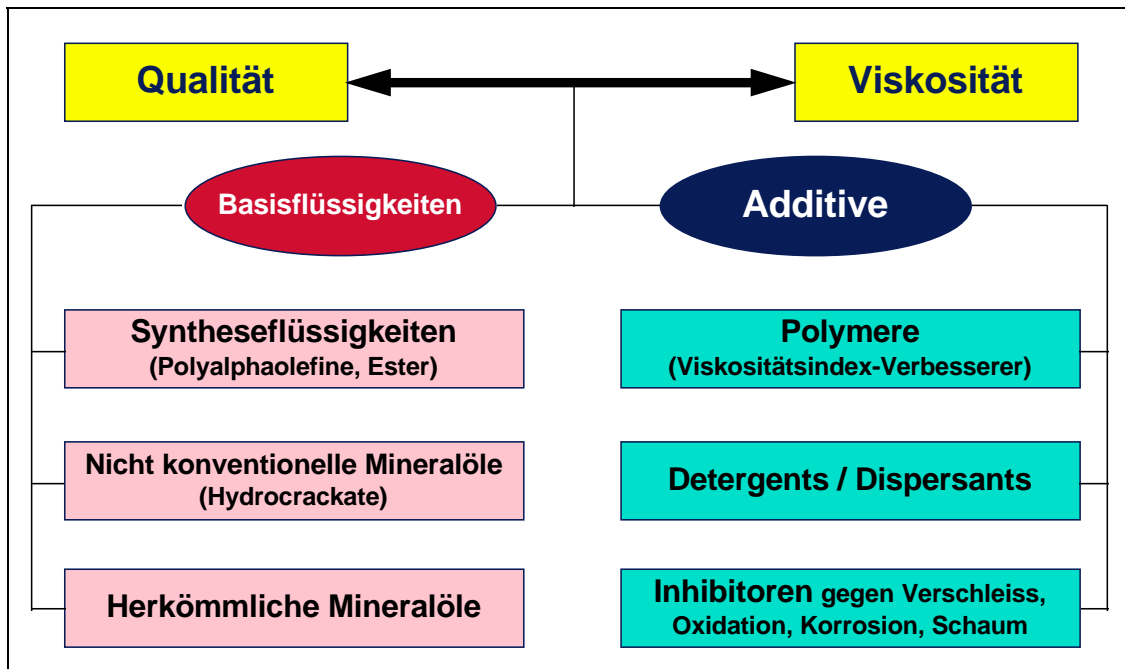 Qualität
Viskosität
Basisflüssigkeiten
Additive
Syntheseflüssigkeiten
(Polyalphaolefine, Ester)
Polymere
(Viskositätsindex-Verbesserer)
Nicht konventionelle Mineralöle
(Hydrocrackate)
Detergents / Dispersants
Herkömmliche Mineralöle
Inhibitoren gegen Verschleiss,
Oxidation, Korrosion, Schaum